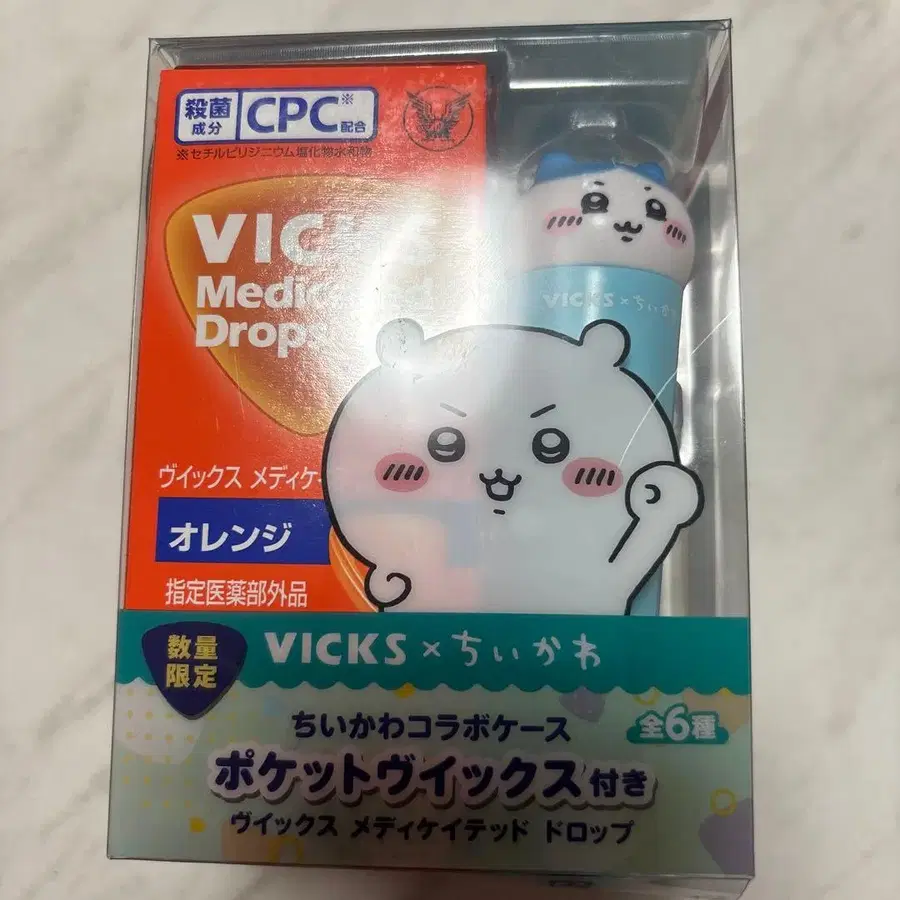 殺菌成分 CPC※配合
※セチルピリジニウム塩化物水和物
VICKS
Medicated
Drops
VICKS×ちいかわ
ヴイックス メディケ
オレンジ
指定医薬部外品
数量限定
VICKS×ちいかわ
ちいかわコラボケース
全6種
ポケットヴイックス付き
ヴイックス メディケイテッド ドロップ